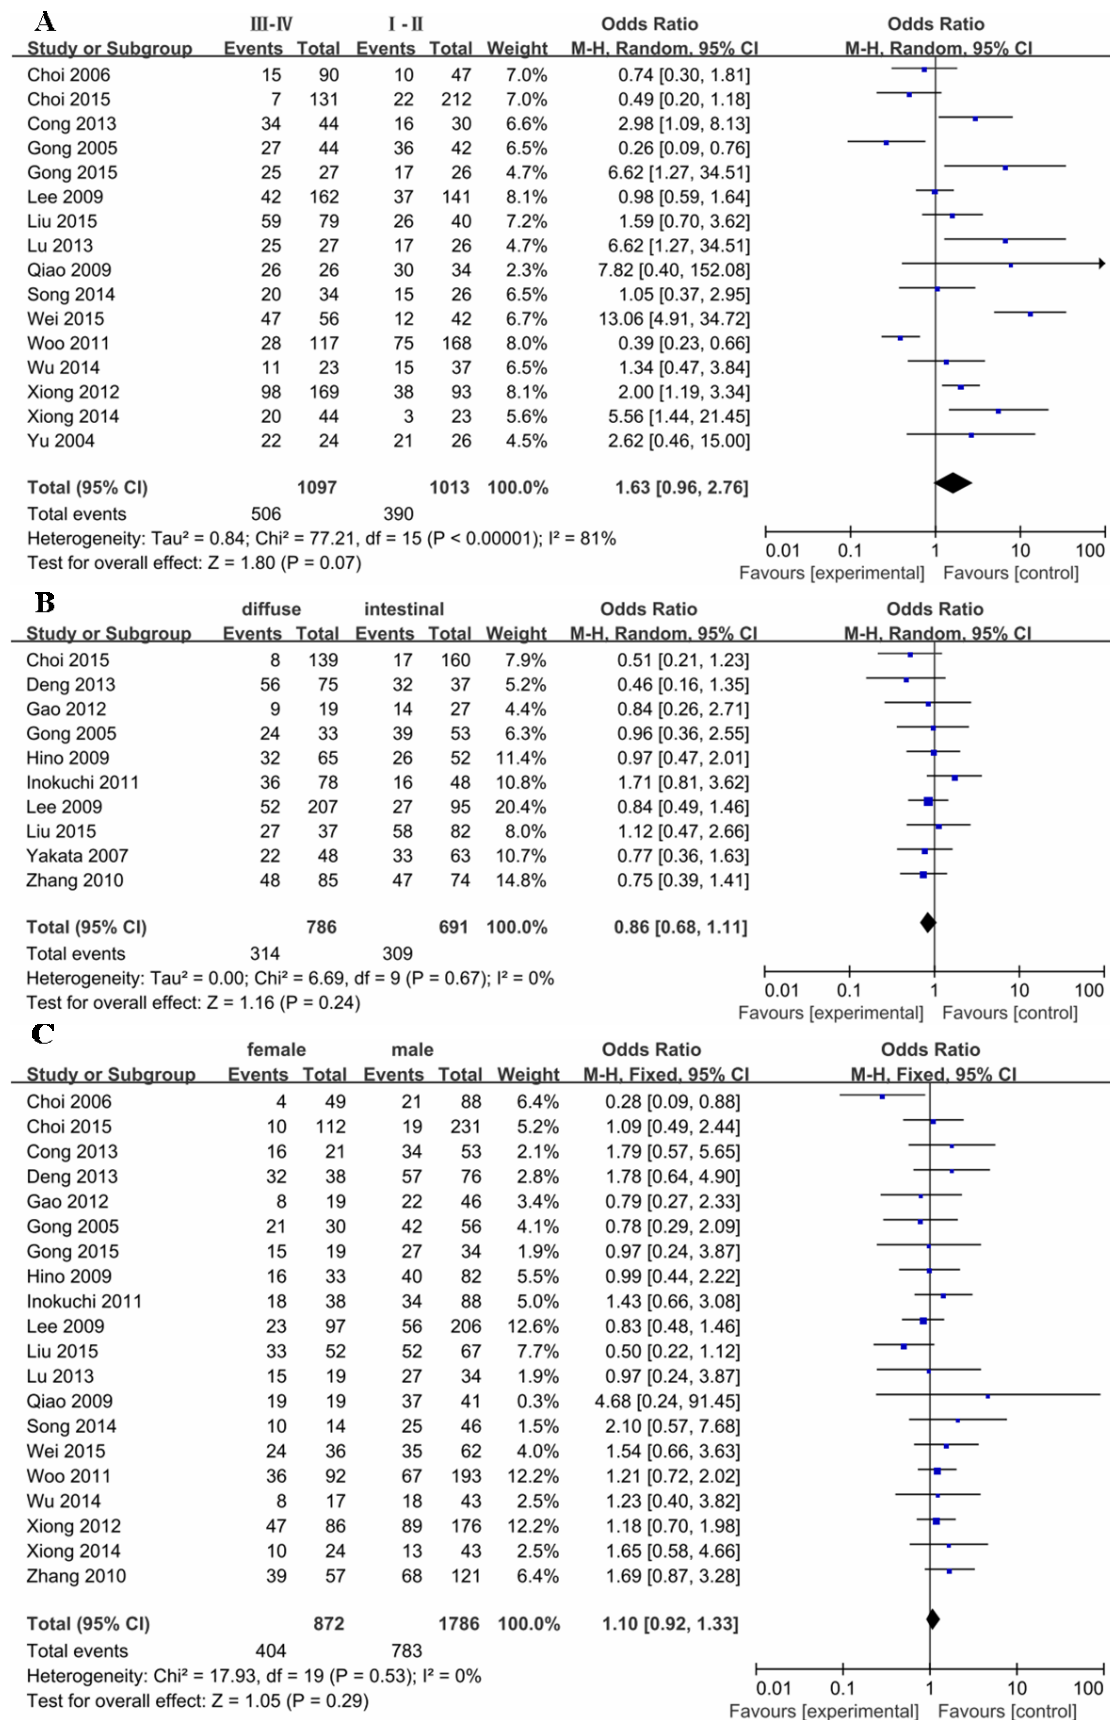 A
III-IV I - II Odds Ratio Odds Ratio
Study or Subgroup Events Total Events Total Weight M-H, Random, 95% CI M-H, Random, 95% CI
Choi 2006 15 90 10 47 7.0% 0.74 [0.30, 1.81]
Choi 2015 7 131 22 212 7.0% 0.49 [0.20, 1.18]
Cong 2013 34 44 16 30 6.6% 2.98 [1.09, 8.13]
Gong 2005 27 44 36 42 6.5% 0.26 [0.09, 0.76]
Gong 2015 25 27 17 26 4.7% 6.62 [1.27, 34.51]
Lee 2009 42 162 37 141 8.1% 0.98 [0.59, 1.64]
Liu 2015 59 79 26 40 7.2% 1.59 [0.70, 3.62]
Lu 2013 25 27 17 26 4.7% 6.62 [1.27, 34.51]
Qiao 2009 26 26 30 34 2.3% 7.82 [0.40, 152.08]
Song 2014 20 34 15 26 6.5% 1.05 [0.37, 2.95]
Wei 2015 47 56 12 42 6.7% 13.06 [4.91, 34.72]
Woo 2011 28 117 75 168 8.0% 0.39 [0.23, 0.66]
Wu 2014 11 23 15 37 6.5% 1.34 [0.47, 3.84]
Xiong 2012 98 169 38 93 8.1% 2.00 [1.19, 3.34]
Xiong 2014 20 44 3 23 5.6% 5.56 [1.44, 21.45]
Yu 2004 22 24 21 26 4.5% 2.62 [0.46, 15.00]
Total (95% CI) 1097 1013 100.0% 1.63 [0.96, 2.76]
Total events 506 390
Heterogeneity: Tau² = 0.84; Chi² = 77.21, df = 15 (P < 0.00001); I² = 81%
Test for overall effect: Z = 1.80 (P = 0.07)
0.01 0.1 1 10 100
Favours [experimental] Favours [control]
B
diffuse intestinal Odds Ratio Odds Ratio
Study or Subgroup Events Total Events Total Weight M-H, Random, 95% CI M-H, Random, 95% CI
Choi 2015 8 139 17 160 7.9% 0.51 [0.21, 1.23]
Deng 2013 56 75 32 37 5.2% 0.46 [0.16, 1.35]
Gao 2012 9 19 14 27 4.4% 0.84 [0.26, 2.71]
Gong 2005 24 33 39 53 6.3% 0.96 [0.36, 2.55]
Hino 2009 32 65 26 52 11.4% 0.97 [0.47, 2.01]
Inokuchi 2011 36 78 16 48 10.8% 1.71 [0.81, 3.62]
Lee 2009 52 207 27 95 20.4% 0.84 [0.49, 1.46]
Liu 2015 27 37 58 82 8.0% 1.12 [0.47, 2.66]
Yakata 2007 22 48 33 63 10.7% 0.77 [0.36, 1.63]
Zhang 2010 48 85 47 74 14.8% 0.75 [0.39, 1.41]
Total (95% CI) 786 691 100.0% 0.86 [0.68, 1.11]
Total events 314 309
Heterogeneity: Tau² = 0.00; Chi² = 6.69, df = 9 (P = 0.67); I² = 0%
Test for overall effect: Z = 1.16 (P = 0.24)
0.01 0.1 1 10 100
Favours [experimental] Favours [control]
C
female male Odds Ratio Odds Ratio
Study or Subgroup Events Total Events Total Weight M-H, Fixed, 95% CI M-H, Fixed, 95% CI
Choi 2006 4 49 21 88 6.4% 0.28 [0.09, 0.88]
Choi 2015 10 112 19 231 5.2% 1.09 [0.49, 2.44]
Cong 2013 16 21 34 53 2.1% 1.79 [0.57, 5.65]
Deng 2013 32 38 57 76 2.8% 1.78 [0.64, 4.90]
Gao 2012 8 19 22 46 3.4% 0.79 [0.27, 2.33]
Gong 2005 21 30 42 56 4.1% 0.78 [0.29, 2.09]
Gong 2015 15 19 27 34 1.9% 0.97 [0.24, 3.87]
Hino 2009 16 33 40 82 5.5% 0.99 [0.44, 2.22]
Inokuchi 2011 18 38 34 88 5.0% 1.43 [0.66, 3.08]
Lee 2009 23 97 56 206 12.6% 0.83 [0.48, 1.46]
Liu 2015 33 52 52 67 7.7% 0.50 [0.22, 1.12]
Lu 2013 15 19 27 34 1.9% 0.97 [0.24, 3.87]
Qiao 2009 19 19 37 41 0.3% 4.68 [0.24, 91.45]
Song 2014 10 14 25 46 1.5% 2.10 [0.57, 7.68]
Wei 2015 24 36 35 62 4.0% 1.54 [0.66, 3.63]
Woo 2011 36 92 67 193 12.2% 1.21 [0.72, 2.02]
Wu 2014 8 17 18 43 2.5% 1.23 [0.40, 3.82]
Xiong 2012 47 86 89 176 12.2% 1.18 [0.70, 1.98]
Xiong 2014 10 24 13 43 2.5% 1.65 [0.58, 4.66]
Zhang 2010 39 57 68 121 6.4% 1.69 [0.87, 3.28]
Total (95% CI) 872 1786 100.0% 1.10 [0.92, 1.33]
Total events 404 783
Heterogeneity: Chi² = 17.93, df = 19 (P = 0.53); I² = 0%
Test for overall effect: Z = 1.05 (P = 0.29)
0.01 0.1 1 10 100
Favours [experimental] Favours [control]